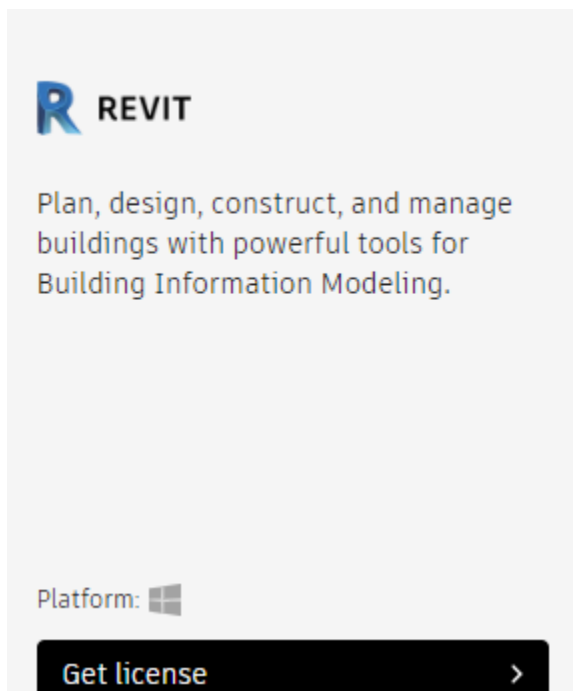 REVIT
Plan, design, construct, and manage
buildings with powerful tools for
Building Information Modeling.
Platform:
Get license